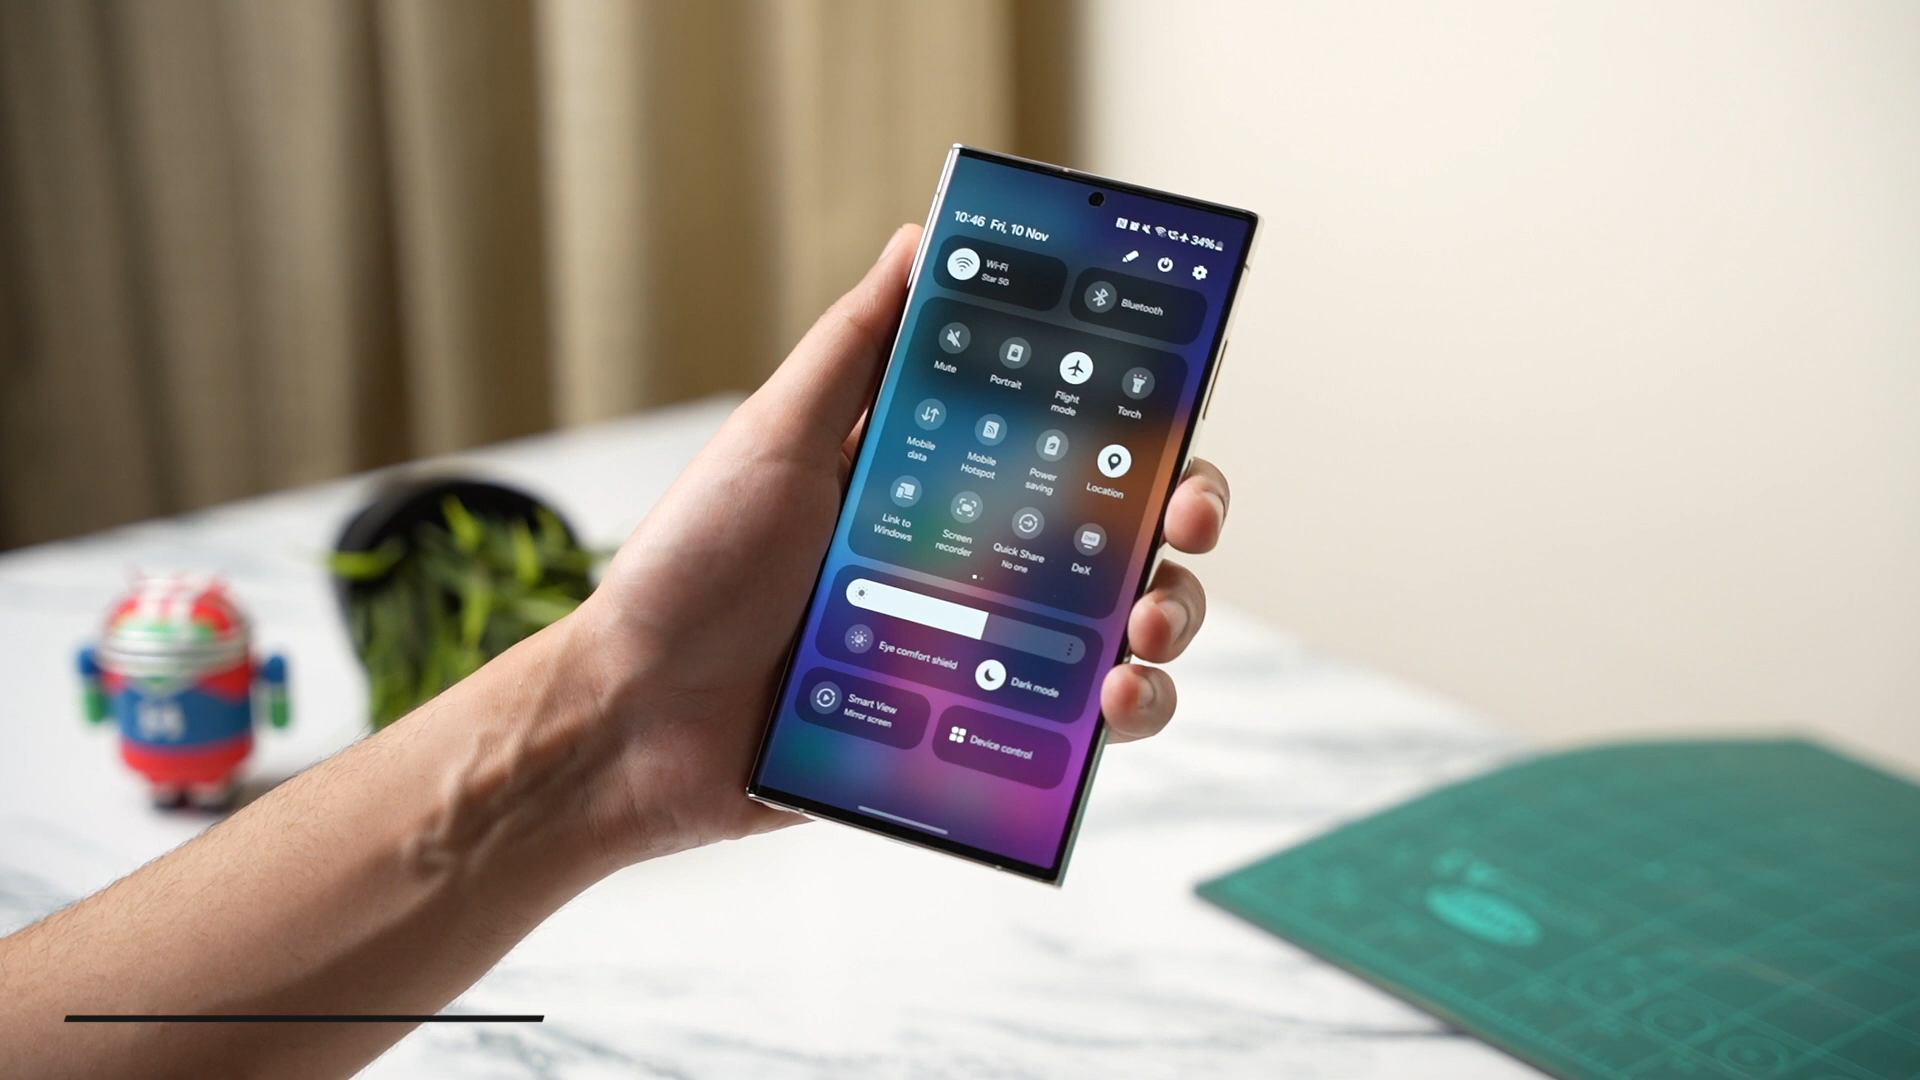 10:46 Fri, 10 Nov
34%
Wi-Fi
Star 5G
Bluetooth
Mute
Portrait
Flight
mode
Torch
Mobile
data
Mobile
Hotspot
Power
saving
Location
Link to
Windows
Screen
recorder
Quick Share
No one
DeX
Eye comfort shield
Dark mode
Smart View
Mirror screen
Device control